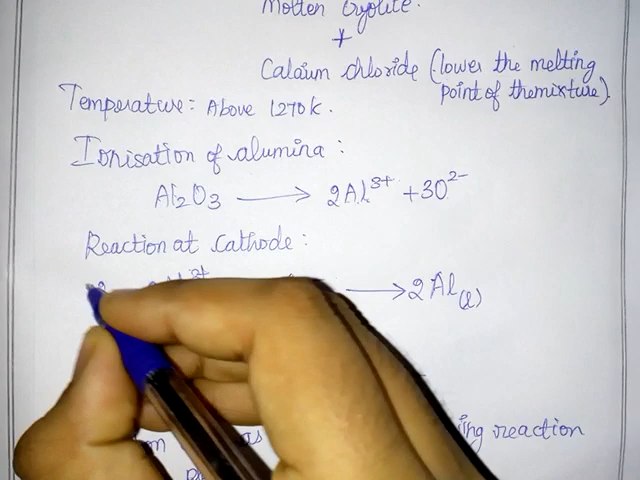 Molten Cryolite.
+
Calcium chloride (lower the melting
point of the mixture)
Temperature: Above 1270K.
Ionisation of alumina:
Al2O3 ⟶ 2Al3+ + 3O2-
Reaction at Cathode:
⟶ 2Al(l)
reaction